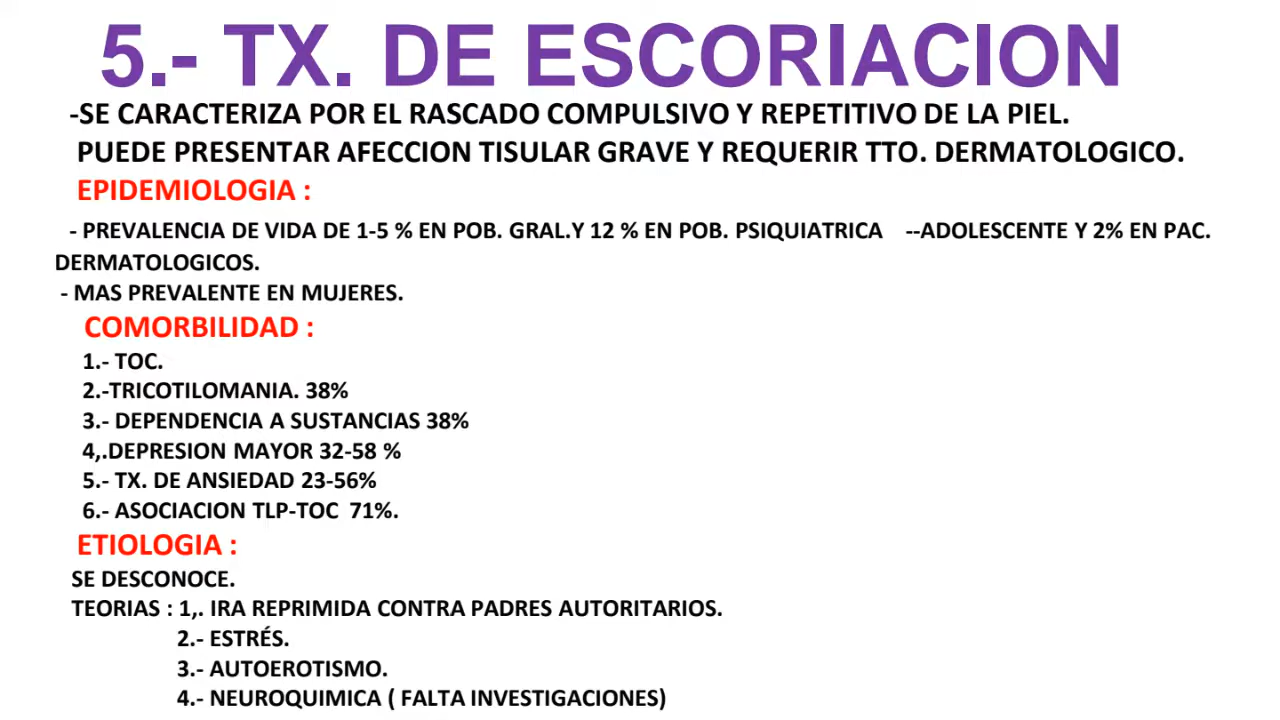 5.- TX. DE ESCORIACION
-SE CARACTERIZA POR EL RASCADO COMPULSIVO Y REPETITIVO DE LA PIEL.
PUEDE PRESENTAR AFECCION TISULAR GRAVE Y REQUERIR TTO. DERMATOLOGICO.
EPIDEMIOLOGIA :
- PREVALENCIA DE VIDA DE 1-5 % EN POB. GRAL.Y 12 % EN POB. PSIQUIATRICA --ADOLESCENTE Y 2% EN PAC.
DERMATOLOGICOS.
- MAS PREVALENTE EN MUJERES.
COMORBILIDAD :
1.- TOC.
2.-TRICOTILOMANIA. 38%
3.- DEPENDENCIA A SUSTANCIAS 38%
4,.DEPRESION MAYOR 32-58 %
5.- TX. DE ANSIEDAD 23-56%
6.- ASOCIACION TLP-TOC 71%.
ETIOLOGIA :
SE DESCONOCE.
TEORIAS : 1,. IRA REPRIMIDA CONTRA PADRES AUTORITARIOS.
2.- ESTRÉS.
3.- AUTOEROTISMO.
4.- NEUROQUIMICA ( FALTA INVESTIGACIONES)